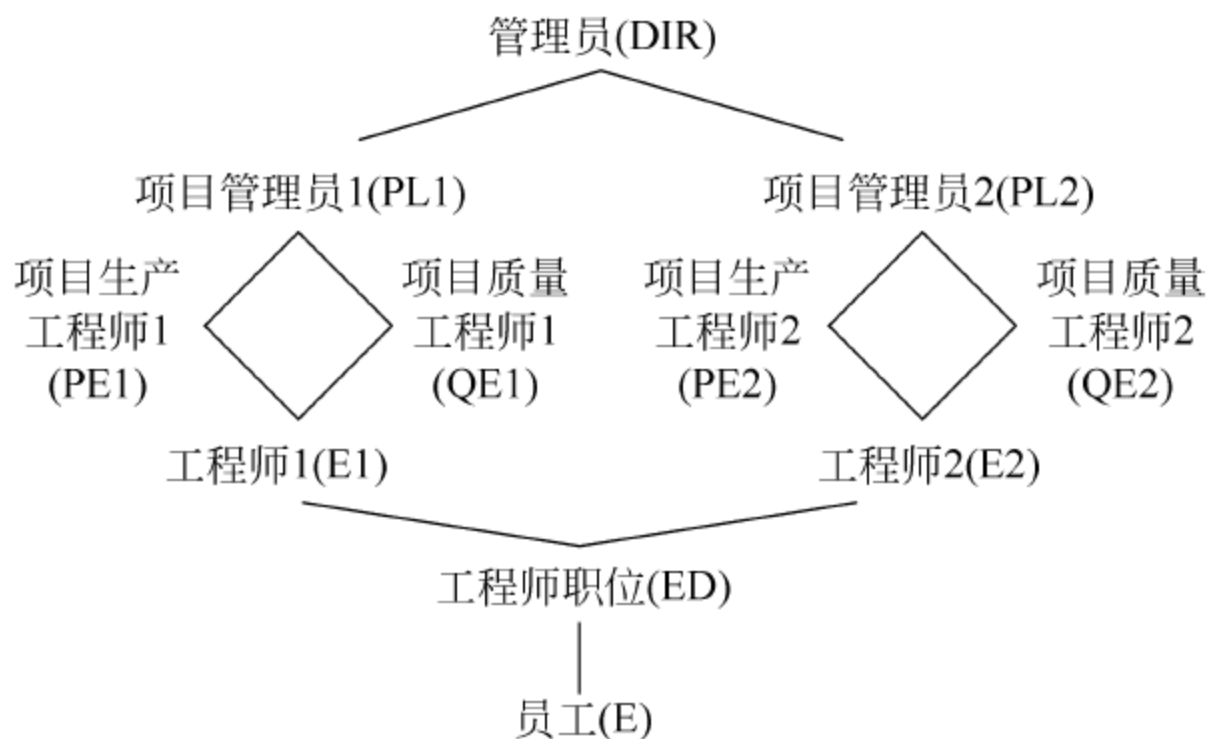 管理员(DIR)
项目管理员1(PL1)
项目管理员2(PL2)
项目生产
工程师1
(PE1)
项目质量
工程师1
(QE1)
项目生产
工程师2
(PE2)
项目质量
工程师2
(QE2)
工程师1(E1)
工程师2(E2)
工程师职位(ED)
员工(E)